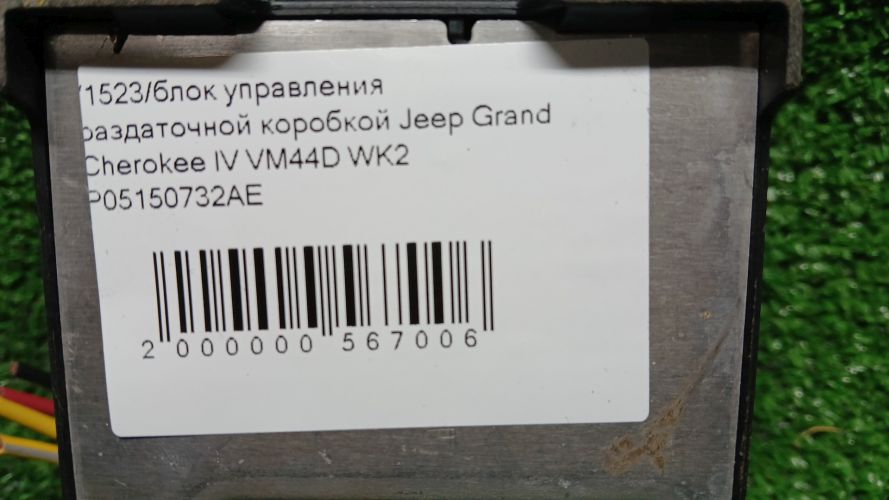 /1523/блок управления
раздаточной коробкой Jeep Grand
Cherokee IV VM44D WK2
P05150732AE
2 000000 567006